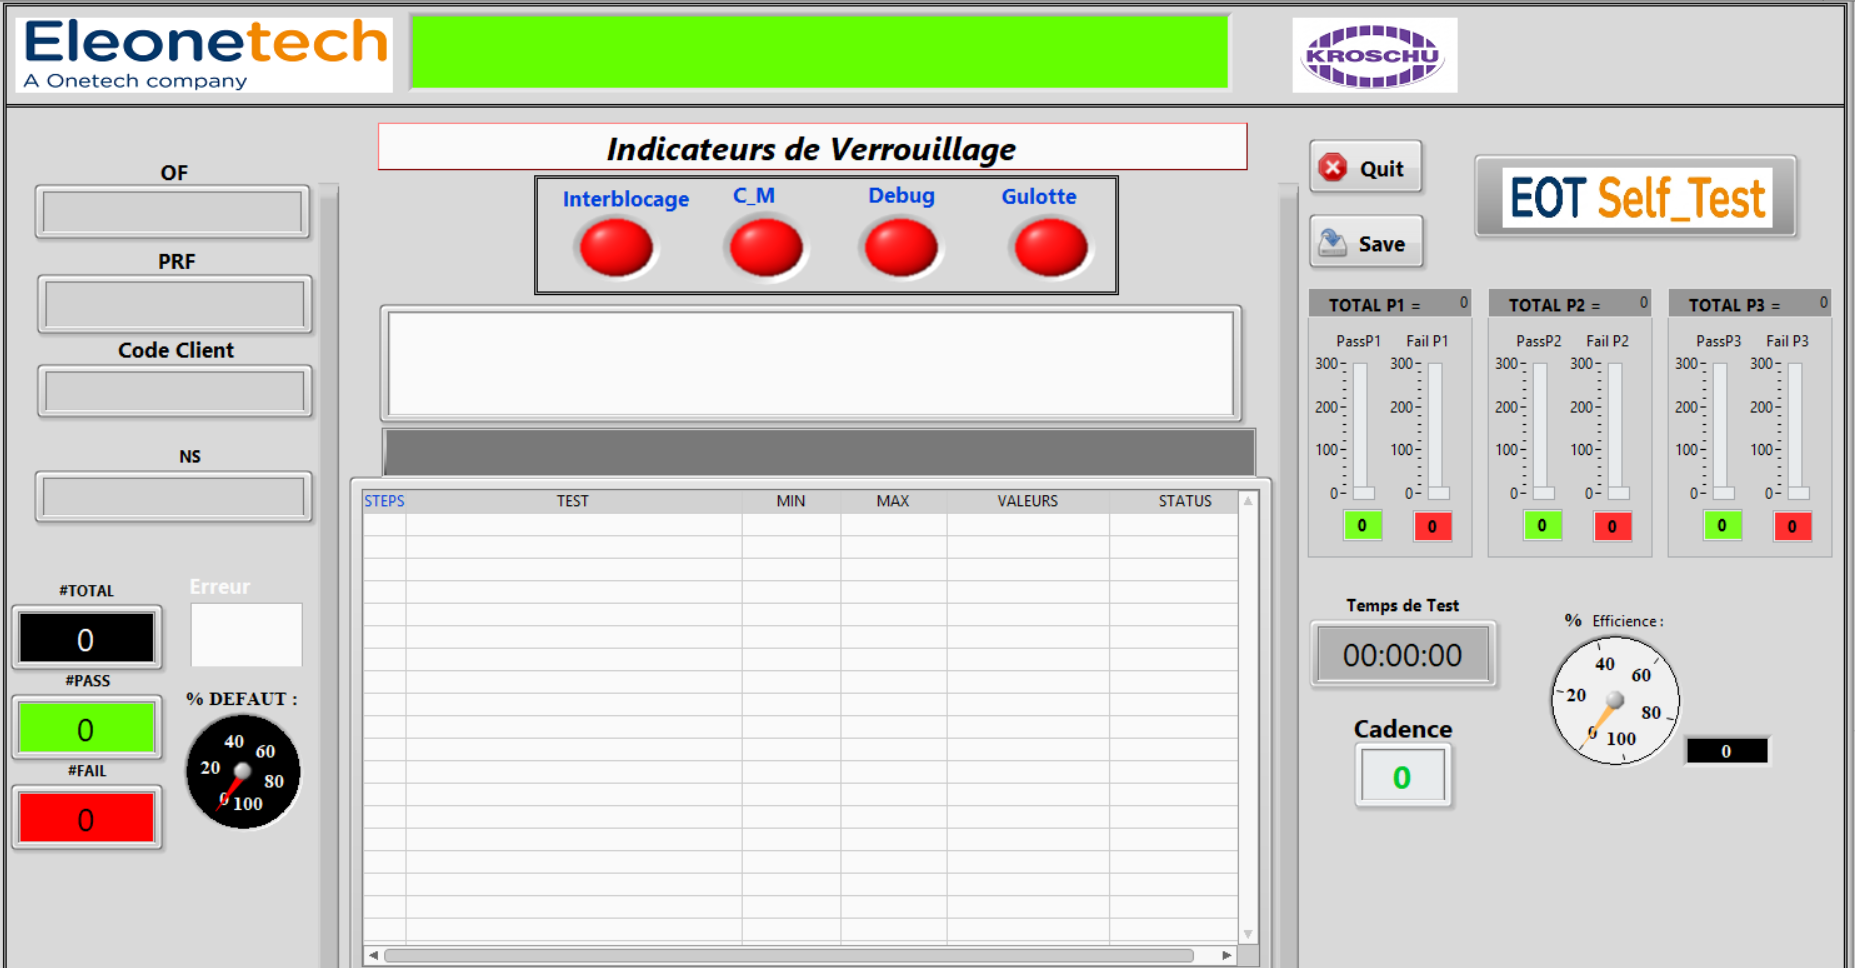 Eleonetech
A Onetech company
KROSCHU
Indicateurs de Verrouillage
Interblocage C_M Debug Gulotte
OF
PRF
Code Client
NS
Quit
Save
EOT Self_Test
TOTAL P1 = 0
PassP1 Fail P1
300 300
200 200
100 100
0 0
0 0
TOTAL P2 = 0
PassP2 Fail P2
300 300
200 200
100 100
0 0
0 0
TOTAL P3 = 0
PassP3 Fail P3
300 300
200 200
100 100
0 0
0 0
STEPS TEST MIN MAX VALEURS STATUS
#TOTAL
0
#PASS
0
#FAIL
0
Erreur
% DEFAUT :
0 20 40 60 80 100
Temps de Test
00:00:00
Cadence
0
% Efficience :
0 20 40 60 80 100
0